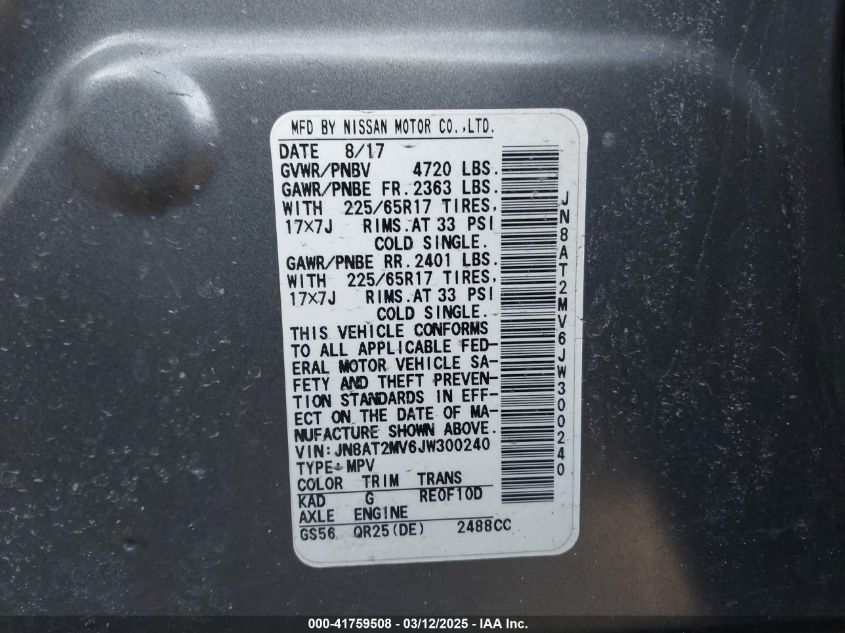 MFD BY NISSAN MOTOR CO.,LTD.
DATE 8/17
GVWR/PNBV 4720 LBS.
GAWR/PNBE FR. 2363 LBS.
WITH 225/65R17 TIRES,
17×7J RIMS.AT 33 PSI
COLD SINGLE.
GAWR/PNBE RR. 2401 LBS.
WITH 225/65R17 TIRES,
17×7J RIMS.AT 33 PSI
COLD SINGLE.
THIS VEHICLE CONFORMS
TO ALL APPLICABLE FED-
ERAL MOTOR VEHICLE SA-
FETY AND THEFT PREVEN-
TION STANDARDS IN EFF-
ECT ON THE DATE OF MA-
NUFACTURE SHOWN ABOVE.
VIN: JN8AT2MV6JW300240
TYPE: MPV
COLOR TRIM TRANS
KAD G RE0F10D
AXLE ENGINE
GS56 QR25(DE) 2488CC
JN8AT2MV6JW300240
000-41759508 - 03/12/2025 - IAA Inc.